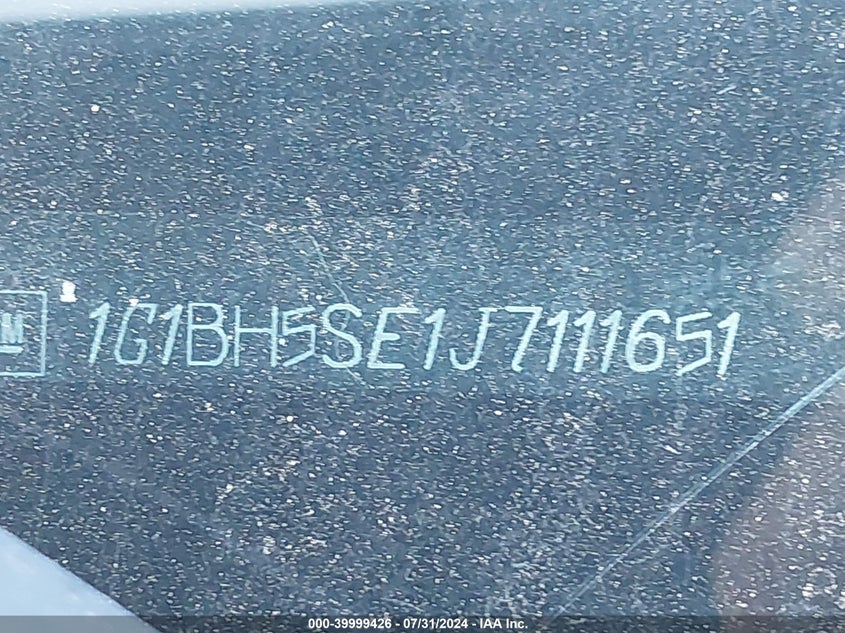 M
1G1BH5SE1J7111651
000-39999426 - 07/31/2024 - IAA Inc.